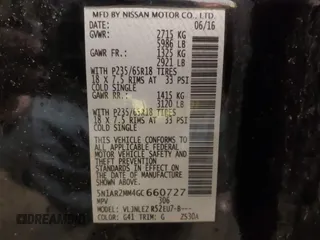 MFD BY NISSAN MOTOR CO., LTD.
DATE: 06/16
GVWR: 2715 KG
5986 LB
GAWR FR: 1325 KG
2921 LB
WITH P235/65R18 TIRES
18 X 7.5 RIMS AT 33 PSI
COLD SINGLE
GAWR RR: 1415 KG
3120 LB
WITH P235/65R18 TIRES
18 X 7.5 RIMS AT 33 PSI
COLD SINGLE
THIS VEHICLE CONFORMS TO
ALL APPLICABLE FEDERAL
MOTOR VEHICLE SAFETY
STANDARDS IN EFFECT ON
THE DATE OF MANUFACTURE
SHOWN ABOVE.
5N1AR2MM4GC660727
MPV 306
MODEL:
COLOR: G41 TRIM: G